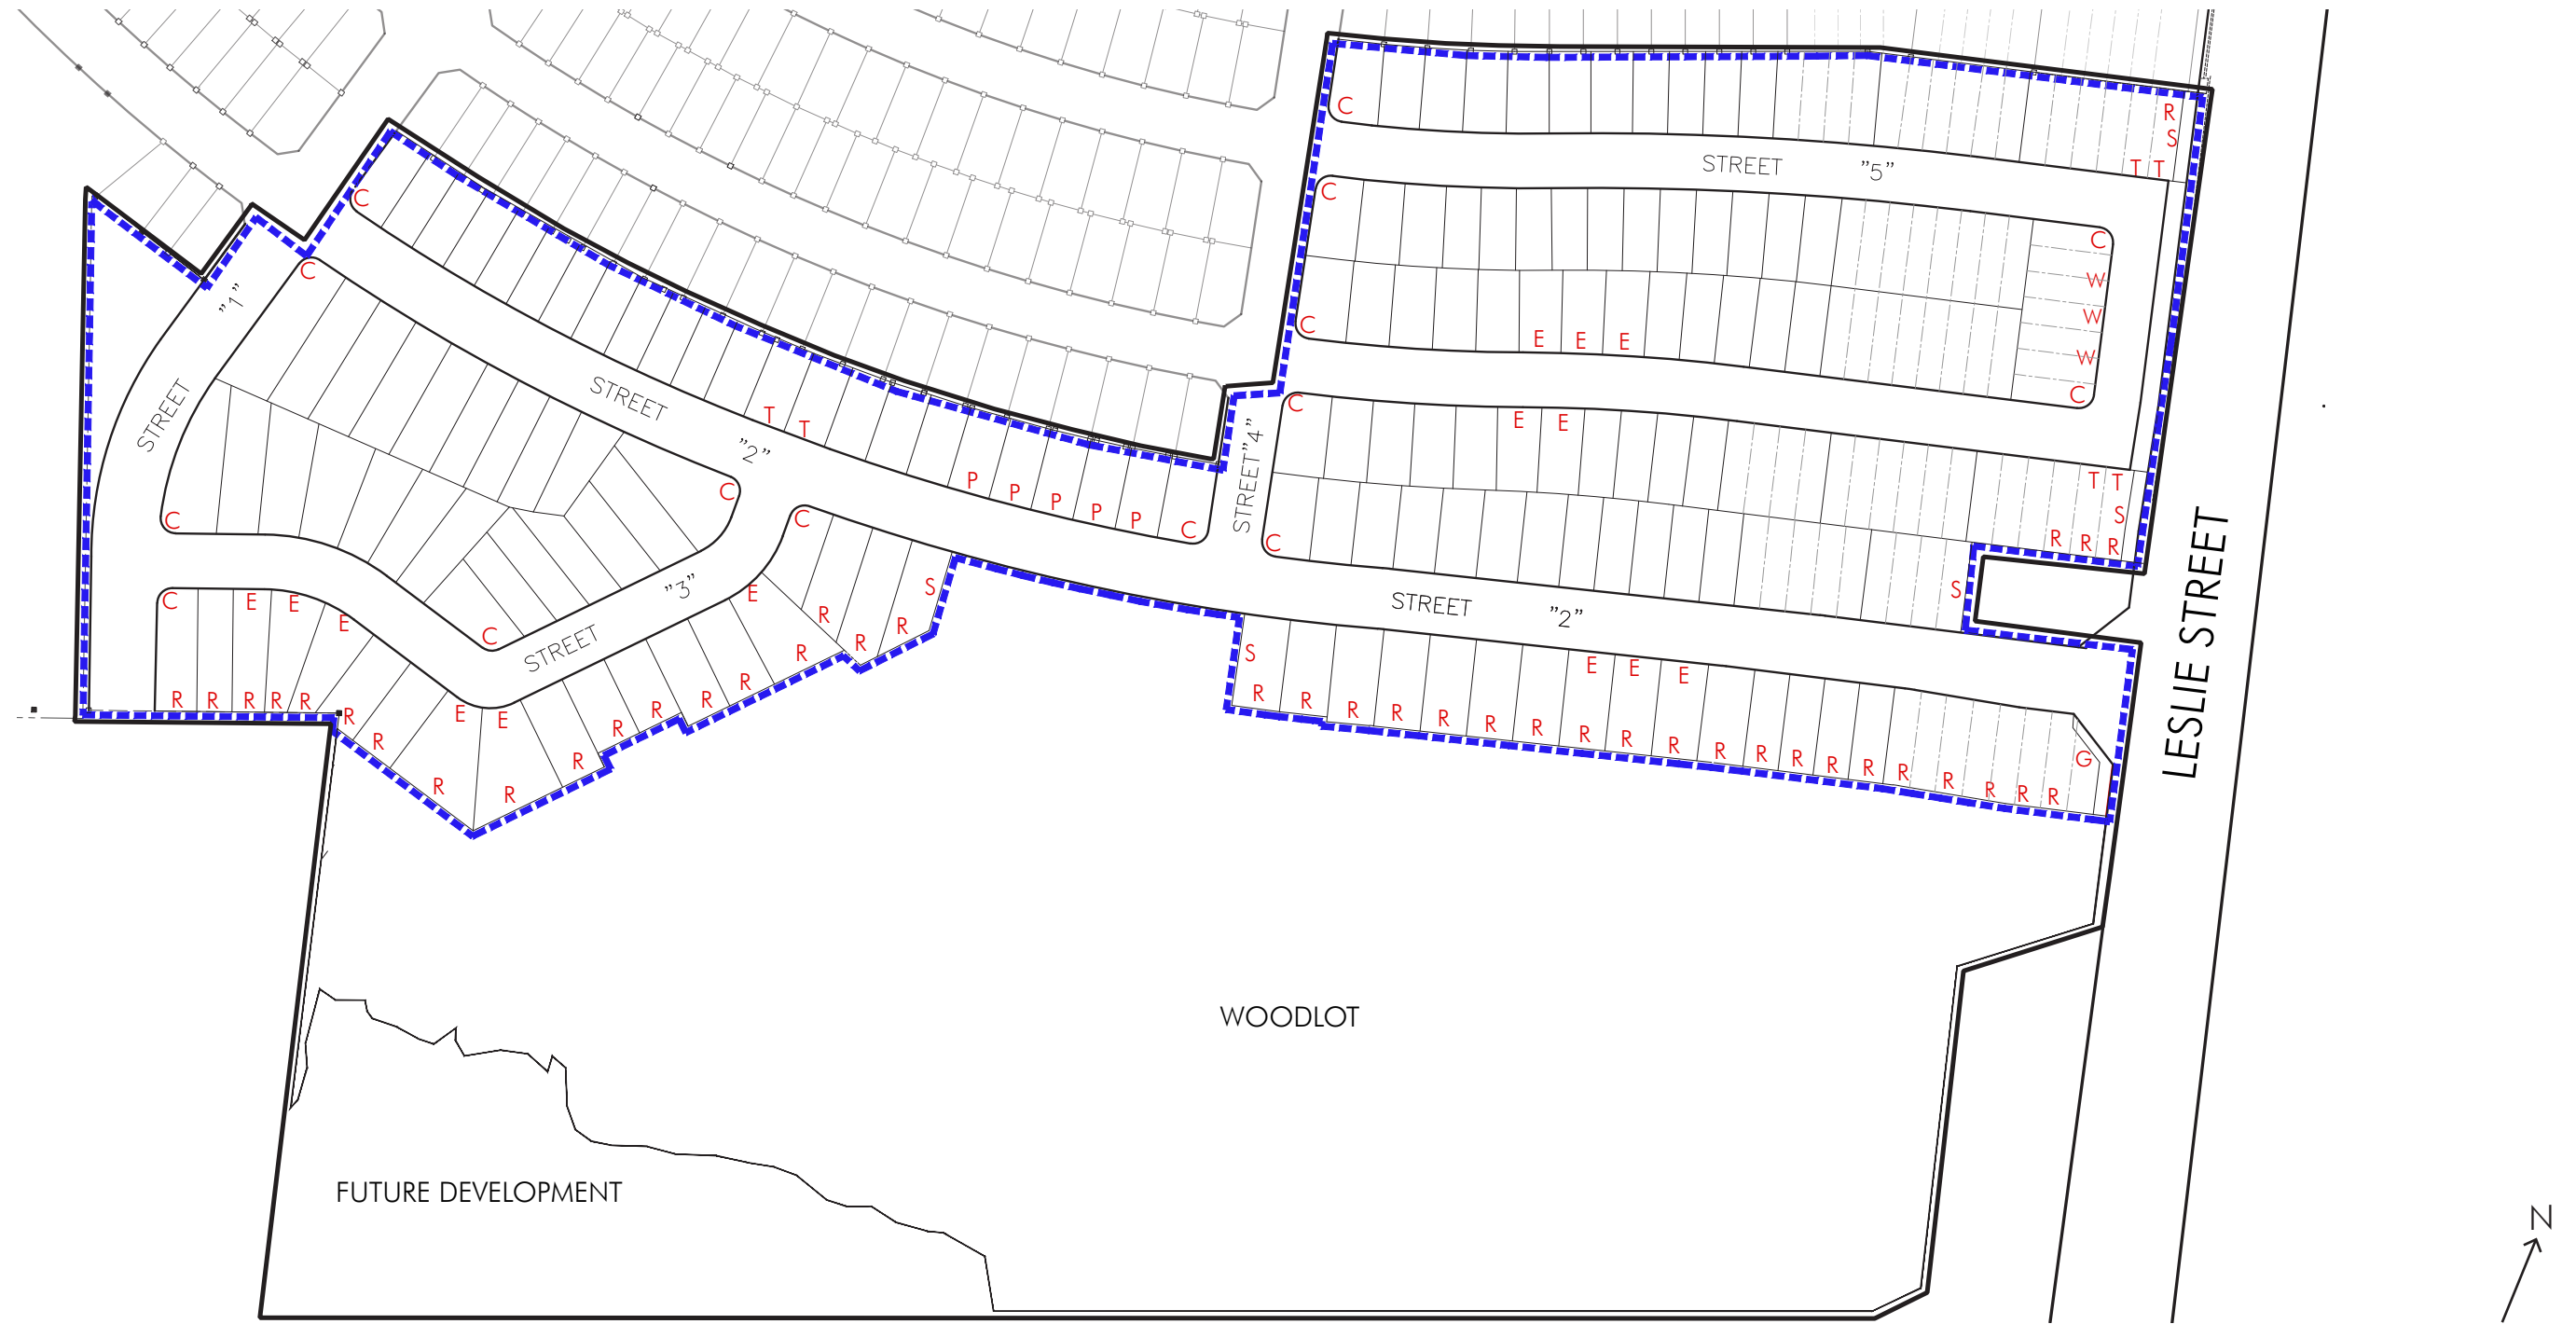 C
R
S
T T
STREET "5"
C
C
W
W
W
C
C
E E E
C
C
"1"
STREET
C
C
STREET
"2"
T T
P P P P P C
STREET "4"
C
E E
C
T T
S
R R R
S
C
C
C
S
"3"
STREET
C
C E E E
E
R R R R R R R R
E E
R R R R R R R R R R
STREET "2"
S
E E E
R R R R R R R R R R R R R R R R R R R R
G
LESLIE STREET
WOODLOT
FUTURE DEVELOPMENT
N